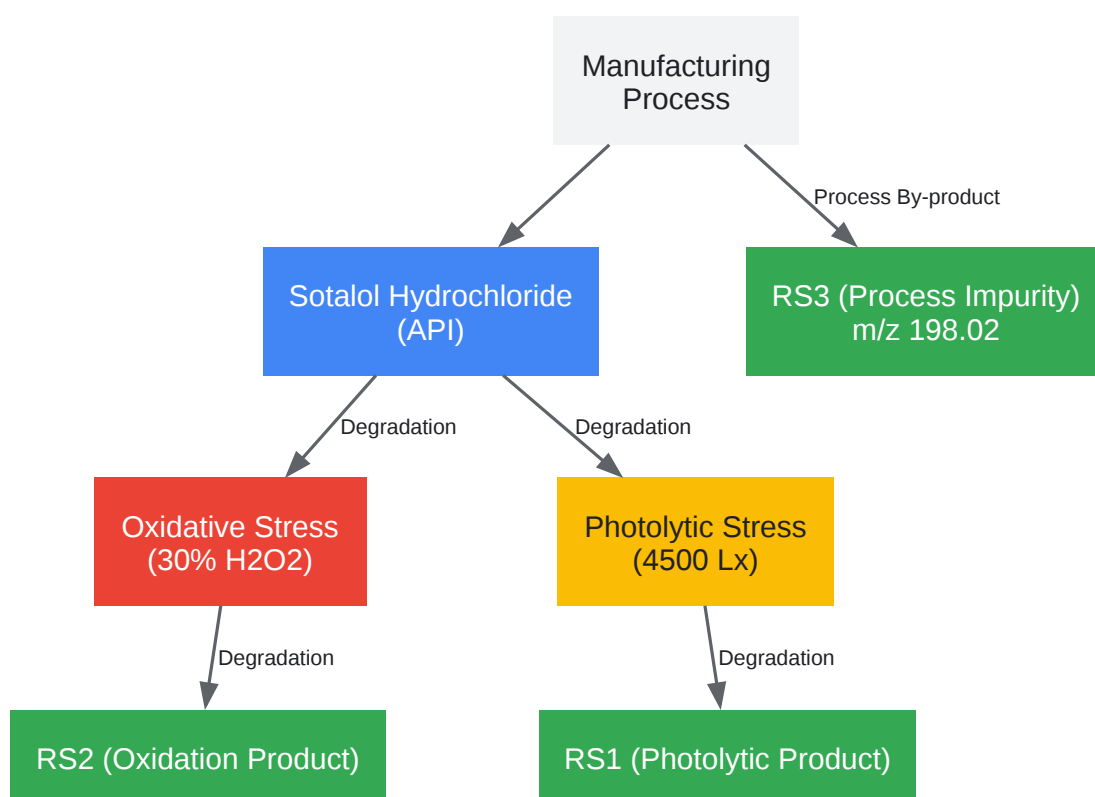 Manufacturing
Process
Process By-product
Sotalol Hydrochloride
(API)
RS3 (Process Impurity)
m/z 198.02
Degradation
Degradation
Oxidative Stress
(30% H2O2)
Photolytic Stress
(4500 Lx)
Degradation
Degradation
RS2 (Oxidation Product)
RS1 (Photolytic Product)